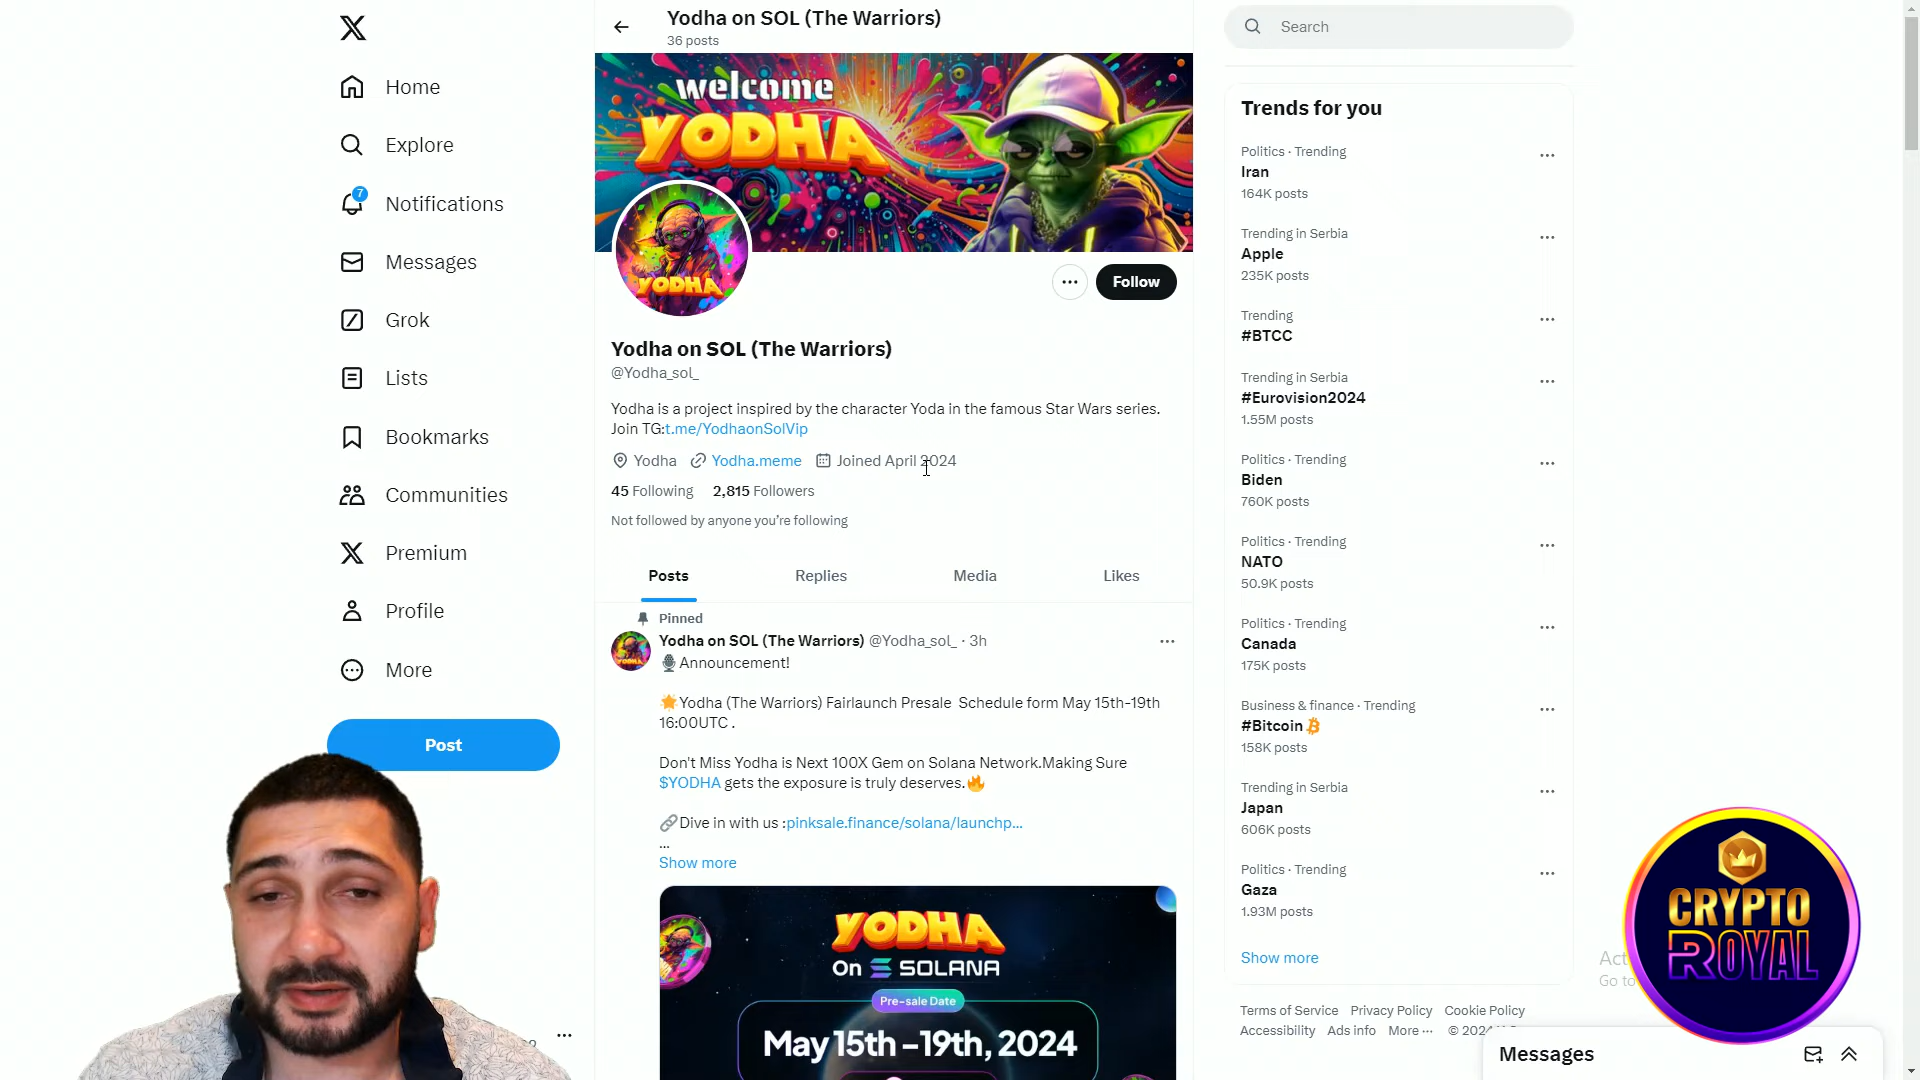 Home
Explore
7
Notifications
Messages
Grok
Lists
Bookmarks
Communities
Premium
Profile
More
Post
Yodha on SOL (The Warriors)
36 posts
welcome
YODHA
YODHA
Follow
Yodha on SOL (The Warriors)
@Yodha_sol_
Yodha is a project inspired by the character Yoda in the famous Star Wars series.
Join TG:t.me/YodhaonSolVip
Yodha Yodha.meme Joined April 2024
45 Following 2,815 Followers
Not followed by anyone you’re following
Posts Replies Media Likes
Pinned
Yodha on SOL (The Warriors) @Yodha_sol_ · 3h
🎙Announcement!
🌟Yodha (The Warriors) Fairlaunch Presale Schedule form May 15th-19th
16:00UTC .
Don't Miss Yodha is Next 100X Gem on Solana Network.Making Sure
$YODHA gets the exposure is truly deserves.🔥
🔗Dive in with us :pinksale.finance/solana/launchp...
...
Show more
YODHA
On SOLANA
Pre-sale Date
May 15th –19th, 2024
Search
Trends for you
Politics · Trending
Iran
164K posts
Trending in Serbia
Apple
235K posts
Trending
#BTCC
Trending in Serbia
#Eurovision2024
1.55M posts
Politics · Trending
Biden
760K posts
Politics · Trending
NATO
50.9K posts
Politics · Trending
Canada
175K posts
Business & finance · Trending
#Bitcoin
158K posts
Trending in Serbia
Japan
606K posts
Politics · Trending
Gaza
1.93M posts
Show more
Terms of Service Privacy Policy Cookie Policy
Accessibility Ads info More ··· © 2024
Go to
CRYPTO
ROYAL
Messages